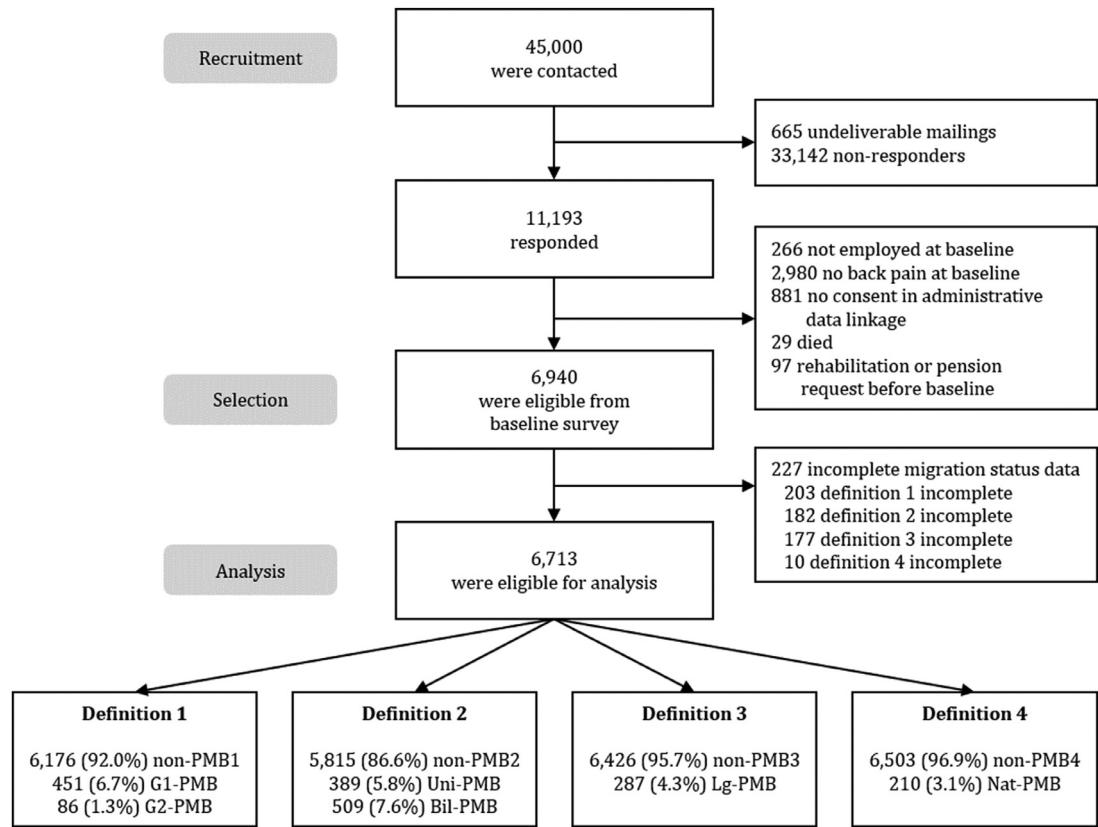 Recruitment
45,000
were contacted
665 undeliverable mailings
33,142 non-responders
11,193
responded
266 not employed at baseline
2,980 no back pain at baseline
881 no consent in administrative
data linkage
29 died
97 rehabilitation or pension
request before baseline
Selection
6,940
were eligible from
baseline survey
227 incomplete migration status data
203 definition 1 incomplete
182 definition 2 incomplete
177 definition 3 incomplete
10 definition 4 incomplete
Analysis
6,713
were eligible for analysis
Definition 1
6,176 (92.0%) non-PMB1
451 (6.7%) G1-PMB
86 (1.3%) G2-PMB
Definition 2
5,815 (86.6%) non-PMB2
389 (5.8%) Uni-PMB
509 (7.6%) Bil-PMB
Definition 3
6,426 (95.7%) non-PMB3
287 (4.3%) Lg-PMB
Definition 4
6,503 (96.9%) non-PMB4
210 (3.1%) Nat-PMB